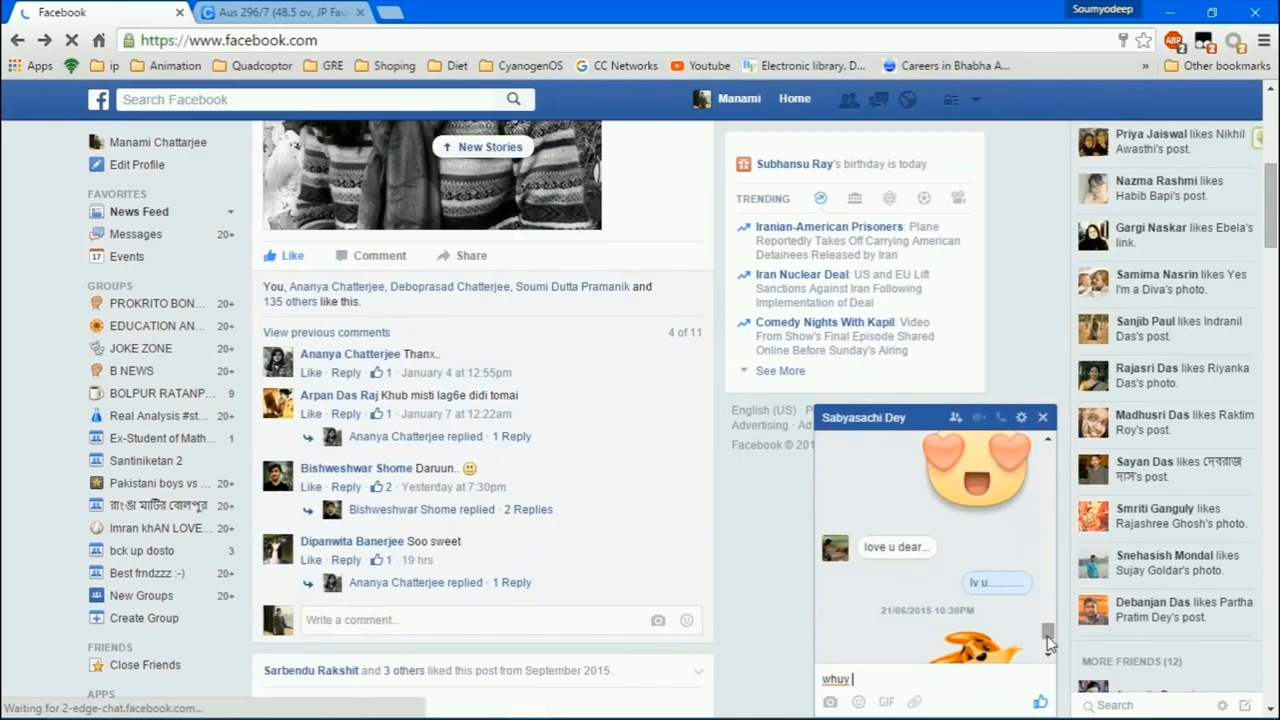 Facebook
Aus 296/7 (48.5 ov, JP Fau
Soumyodeep
https://www.facebook.com
Apps
ip
Animation
Quadcoptor
GRE
Shoping
Diet
CyanogenOS
CC Networks
Youtube
Electronic library. D...
Careers in Bhabha A...
»
Other bookmarks
Search Facebook
Manami
Home
Manami Chattarjee
Edit Profile
FAVORITES
News Feed
Messages 20+
Events
GROUPS
PROKRITO BON... 20+
EDUCATION AN... 20+
JOKE ZONE 20+
B NEWS 20+
BOLPUR RATANP... 9
Real Analysis #st... 20+
Ex-Student of Math... 1
Santiniketan 2 20+
Pakistani boys vs ... 20+
রাঙা মাটির বোলপুর 20+
Imran khAN LOVE... 20+
bck up dosto 3
Best frndzzz :-) 20+
New Groups 20+
Create Group
FRIENDS
Close Friends
APPS
Waiting for 2-edge-chat.facebook.com...
New Stories
Like Comment Share
You, Ananya Chatterjee, Deboprasad Chatterjee, Soumi Dutta Pramanik and
135 others like this.
View previous comments 4 of 11
Ananya Chatterjee Thanx..
Like · Reply · 1 · January 4 at 12:55pm
Arpan Das Raj Khub misti lag6e didi tomai
Like · Reply · 1 · January 7 at 12:22am
Ananya Chatterjee replied · 1 Reply
Bishweshwar Shome Daruun..
Like · Reply · 2 · Yesterday at 7:30pm
Bishweshwar Shome replied · 2 Replies
Dipanwita Banerjee Soo sweet
Like · Reply · 1 · 19 hrs
Ananya Chatterjee replied · 1 Reply
Write a comment...
Sarbendu Rakshit and 3 others liked this post from September 2015.
Subhansu Ray's birthday is today
TRENDING
Iranian-American Prisoners: Plane
Reportedly Takes Off Carrying American
Detainees Released by Iran
Iran Nuclear Deal: US and EU Lift
Sanctions Against Iran Following
Implementation of Deal
Comedy Nights With Kapil: Video
From Show's Final Episode Shared
Online Before Sunday's Airing
See More
English (US) · P
Advertising · Ad
Facebook © 201
Sabyasachi Dey
love u dear...
lv u............
21/06/2015 10:30PM
whuy
GIF
Priya Jaiswal likes Nikhil
Awasthi's post.
Nazma Rashmi likes
Habib Bapi's post.
Gargi Naskar likes Ebela's
link.
Samima Nasrin likes Yes
I'm a Diva's photo.
Sanjib Paul likes Indranil
Das's photo.
Rajasri Das likes Riyanka
Das's photo.
Madhusri Das likes Raktim
Roy's post.
Sayan Das likes দেবরাজ
দাস's post.
Smriti Ganguly likes
Rajashree Ghosh's photo.
Snehasish Mondal likes
Sujay Goldar's photo.
Debanjan Das likes Partha
Pratim Dey's post.
MORE FRIENDS (12)
Search